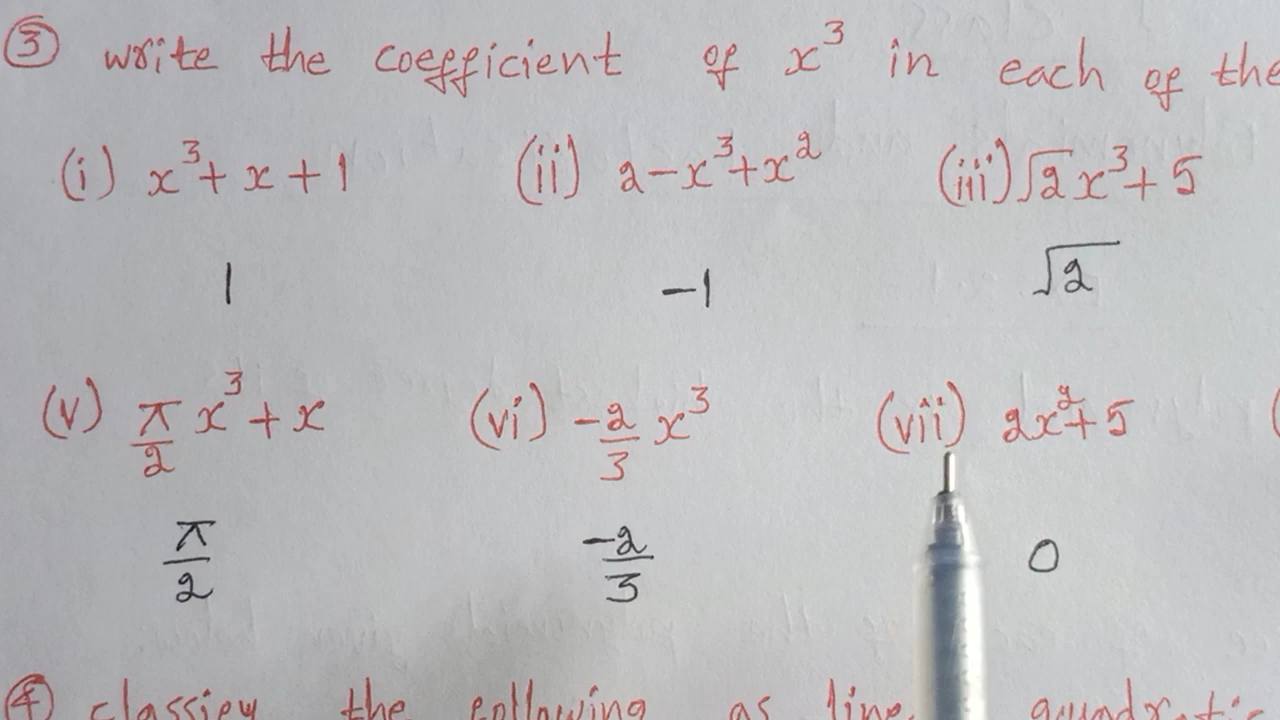 ③ write the coefficient of x³ in each of the
(i) x³ + x + 1 (ii) 2 - x³ + x² (iii) √2x³ + 5
1 -1 √2
(v) π/2 x³ + x (vi) -2/3 x³ (vii) 2x² + 5 (
π/2 -2/3 0
④ classify the following as